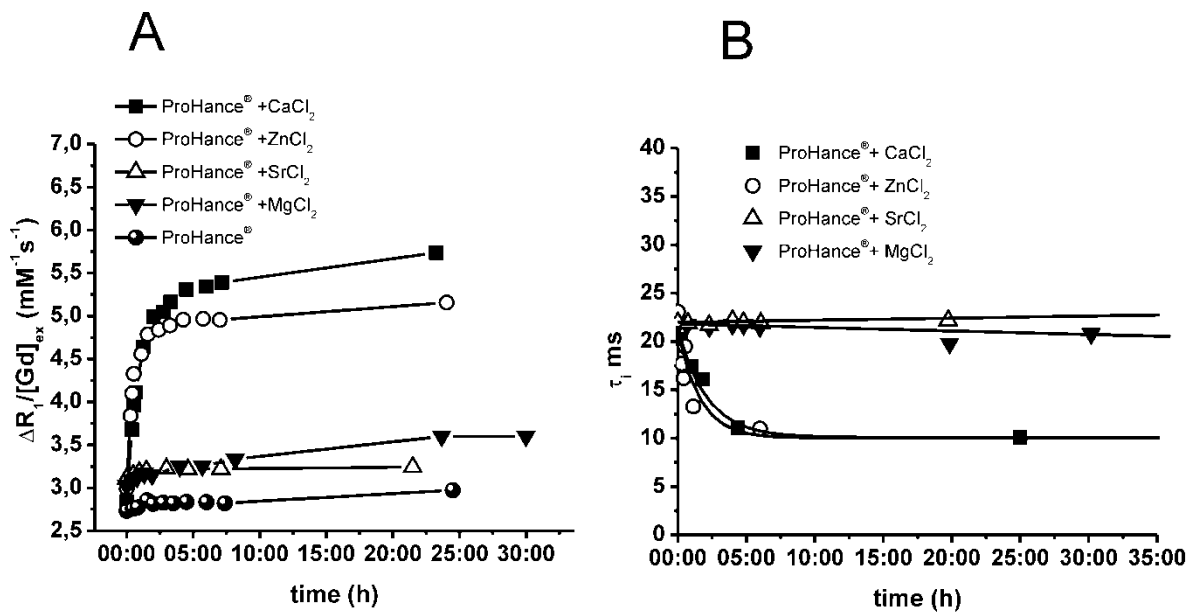 A
ProHance® +CaCl₂
ProHance® +ZnCl₂
ProHance® +SrCl₂
ProHance® +MgCl₂
ProHance®
7,0
6,5
6,0
5,5
5,0
4,5
4,0
3,5
3,0
2,5
ΔR₁/[Gd]ₑₓ (mM⁻¹s⁻¹)
00:00 05:00 10:00 15:00 20:00 25:00 30:00
time (h)
B
ProHance®+ CaCl₂
ProHance®+ ZnCl₂
ProHance®+ SrCl₂
ProHance®+ MgCl₂
40
35
30
25
20
15
10
5
0
τᵢ ms
00:00 05:00 10:00 15:00 20:00 25:00 30:00 35:00
time (h)